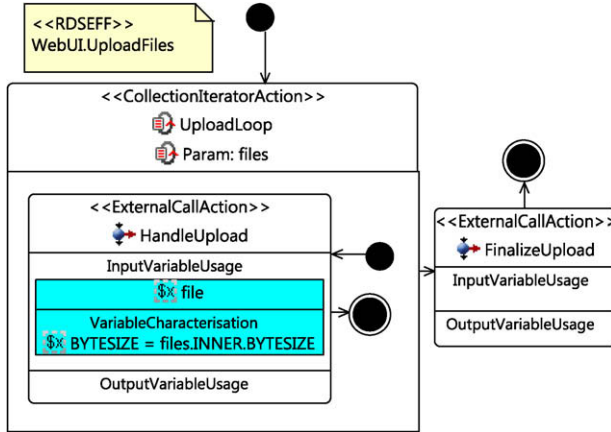 <<RDSEFF>>
WebUI.UploadFiles
<<CollectionIteratorAction>>
UploadLoop
Param: files
<<ExternalCallAction>>
HandleUpload
InputVariableUsage
$x file
VariableCharacterisation
$x BYTESIZE = files.INNER.BYTESIZE
OutputVariableUsage
<<ExternalCallAction>>
FinalizeUpload
InputVariableUsage
OutputVariableUsage